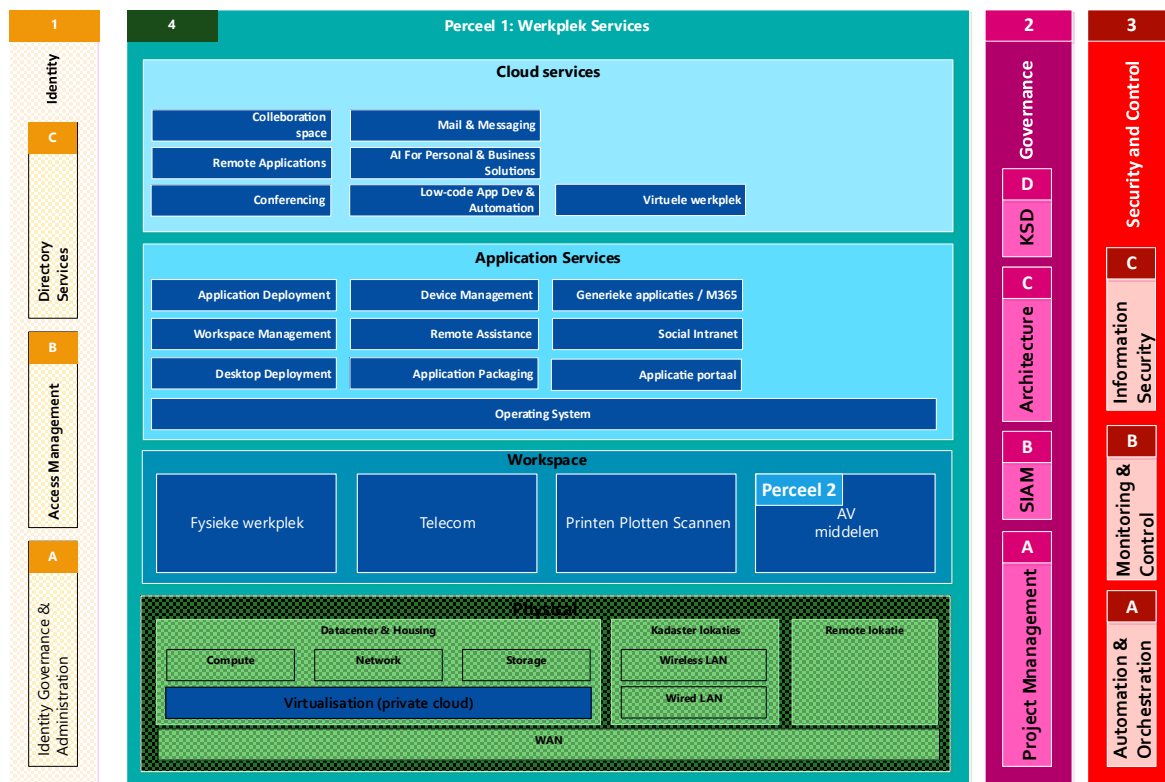 1
Identity
C
Directory
Services
B
Access Management
A
Identity Governance &
Administration
4
Perceel 1: Werkplek Services
Cloud services
Colleboration
space
Mail & Messaging
Remote Applications
AI For Personal & Business
Solutions
Conferencing
Low-code App Dev &
Automation
Virtuele werkplek
Application Services
Application Deployment
Device Management
Generieke applicaties / M365
Workspace Management
Remote Assistance
Social Intranet
Desktop Deployment
Application Packaging
Applicatie portaal
Operating System
Workspace
Fysieke werkplek
Telecom
Printen Plotten Scannen
Perceel 2
AV
middelen
Physical
Datacenter & Housing
Compute
Network
Storage
Virtualisation (private cloud)
Kadaster lokaties
Wireless LAN
Wired LAN
Remote lokatie
WAN
2
Governance
D
KSD
C
Architecture
B
SIAM
A
Project Mnanagement
3
Security and Control
C
Information
Security
B
Monitoring &
Control
A
Automation &
Orchestration